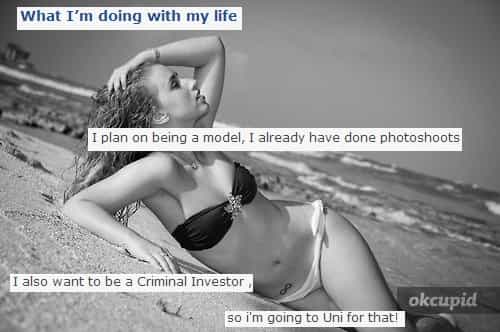 What I'm doing with my life
I plan on being a model, I already have done photoshoots
I also want to be a Criminal Investor ,
okcupid
so i'm going to Uni for that!